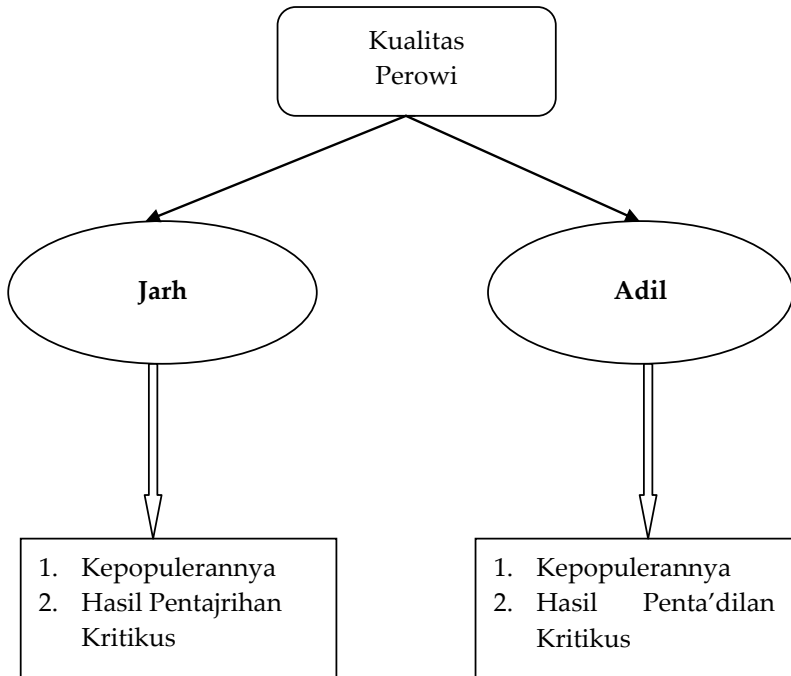 Kualitas
Perowi
Jarh
Adil
1. Kepopulerannya
2. Hasil Pentajrihan
Kritikus
1. Kepopulerannya
2. Hasil Penta’dilan
Kritikus